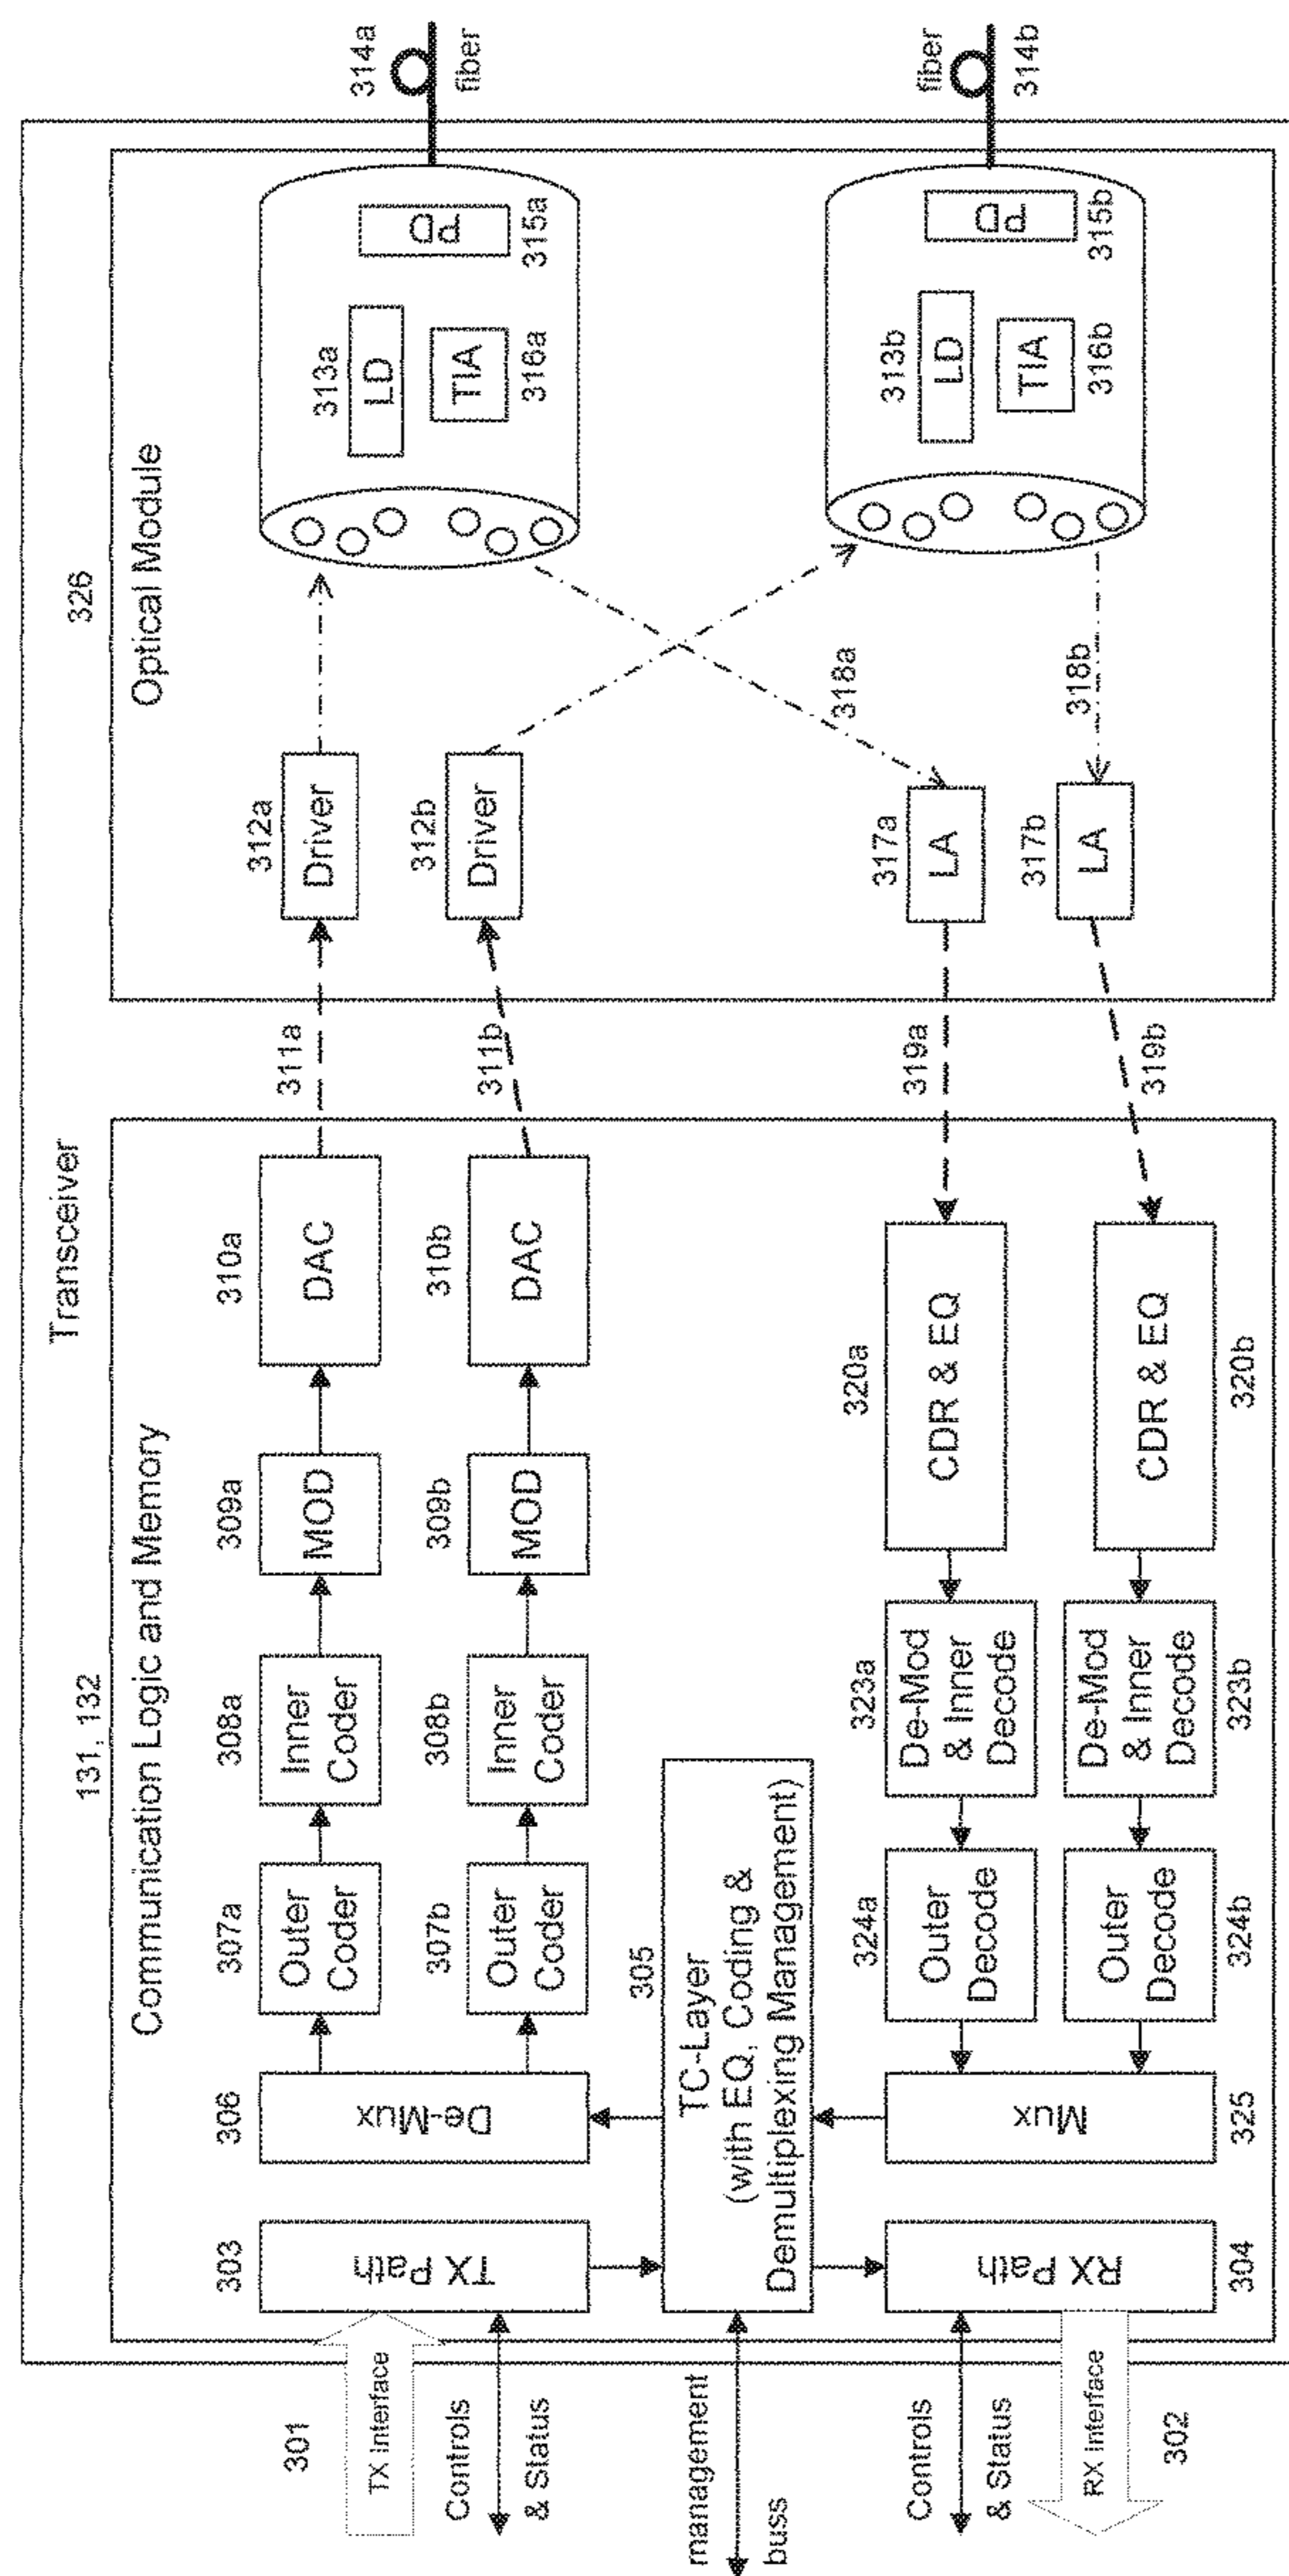 Transceiver
131, 132
Communication Logic and Memory
326
Optical Module
301
TX Interface
Controls
& Status
management
buss
Controls
& Status
RX Interface
302
303
TX Path
306
De-Mux
307a
Outer
Coder
308a
Inner
Coder
309a
MOD
310a
DAC
311a
312a
Driver
307b
Outer
Coder
308b
Inner
Coder
309b
MOD
310b
DAC
311b
312b
Driver
305
TC-Layer
(with EQ, Coding &
Demultiplexing Management)
RX Path
304
Mux
325
324a
Outer
Decode
323a
De-Mod
& Inner
Decode
320a
CDR & EQ
319a
317a
LA
318a
Outer
Decode
324b
De-Mod
& Inner
Decode
323b
CDR & EQ
320b
319b
317b
LA
318b
313a
LD
TIA
316a
PD
315a
314a
fiber
313b
LD
TIA
316b
PD
315b
fiber
314b